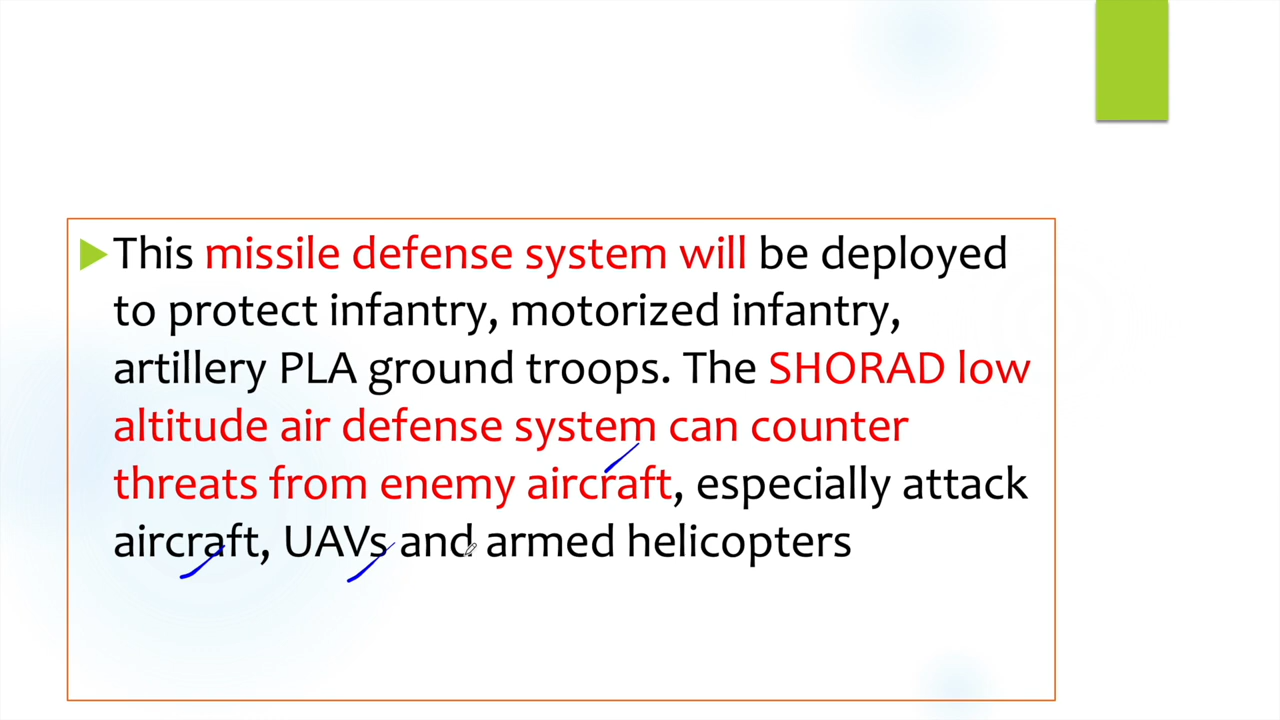 This missile defense system will be deployed
to protect infantry, motorized infantry,
artillery PLA ground troops. The SHORAD low
altitude air defense system can counter
threats from enemy aircraft, especially attack
aircraft, UAVs and armed helicopters